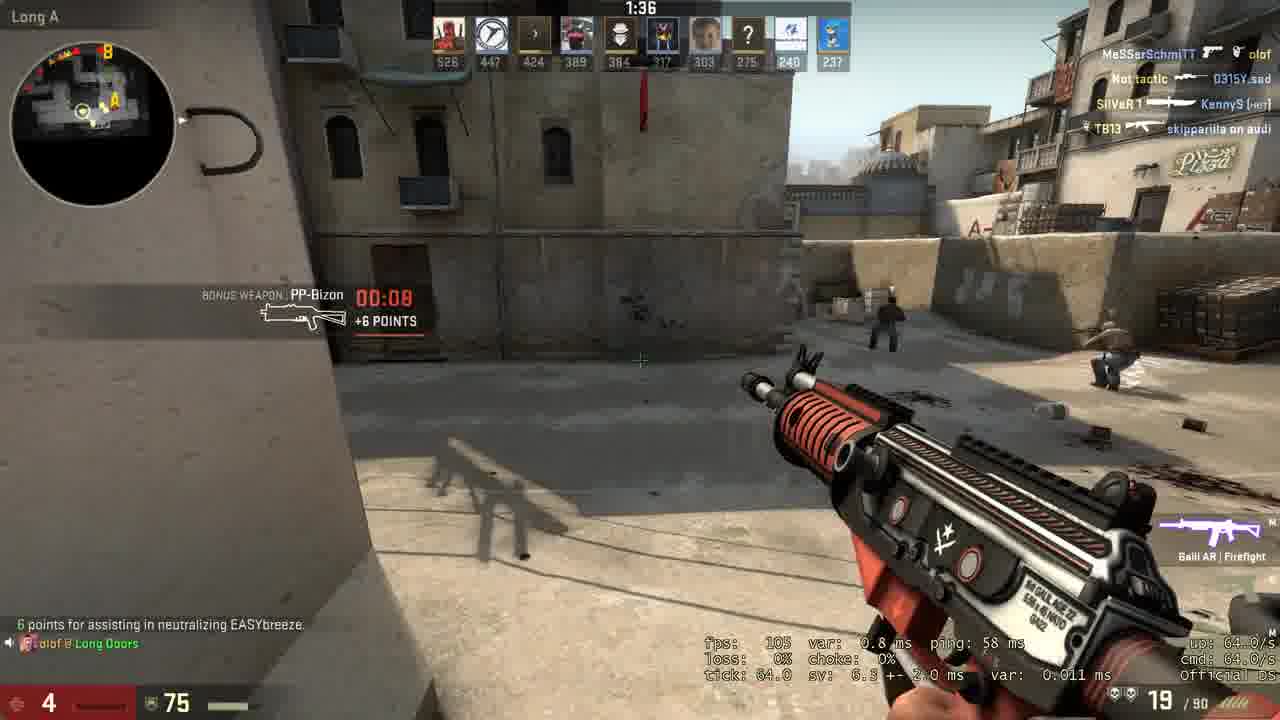 Long A
1:36
526 447 424 389 384 317 303 275 240 237
B
A
MeSSerSchmiTT olof
Not tactic 0315Y.sad
SilVeR 1 KennyS [HET]
TB13 skipparilla on audi
Pizza
A
BONUS WEAPON: PP-Bizon 00:08
+6 POINTS
Galil AR | Firefight
6 points for assisting in neutralizing EASYbreeze.
olof @ Long Doors
fps: 105 var: 0.8 ms ping: 58 ms up: 64.0/s
loss: 0% choke: 0% cmd: 64.0/s
tick: 64.0 sv: 6.3 +- 2.0 ms var: 0.011 ms Official DS
4 75 19 / 90